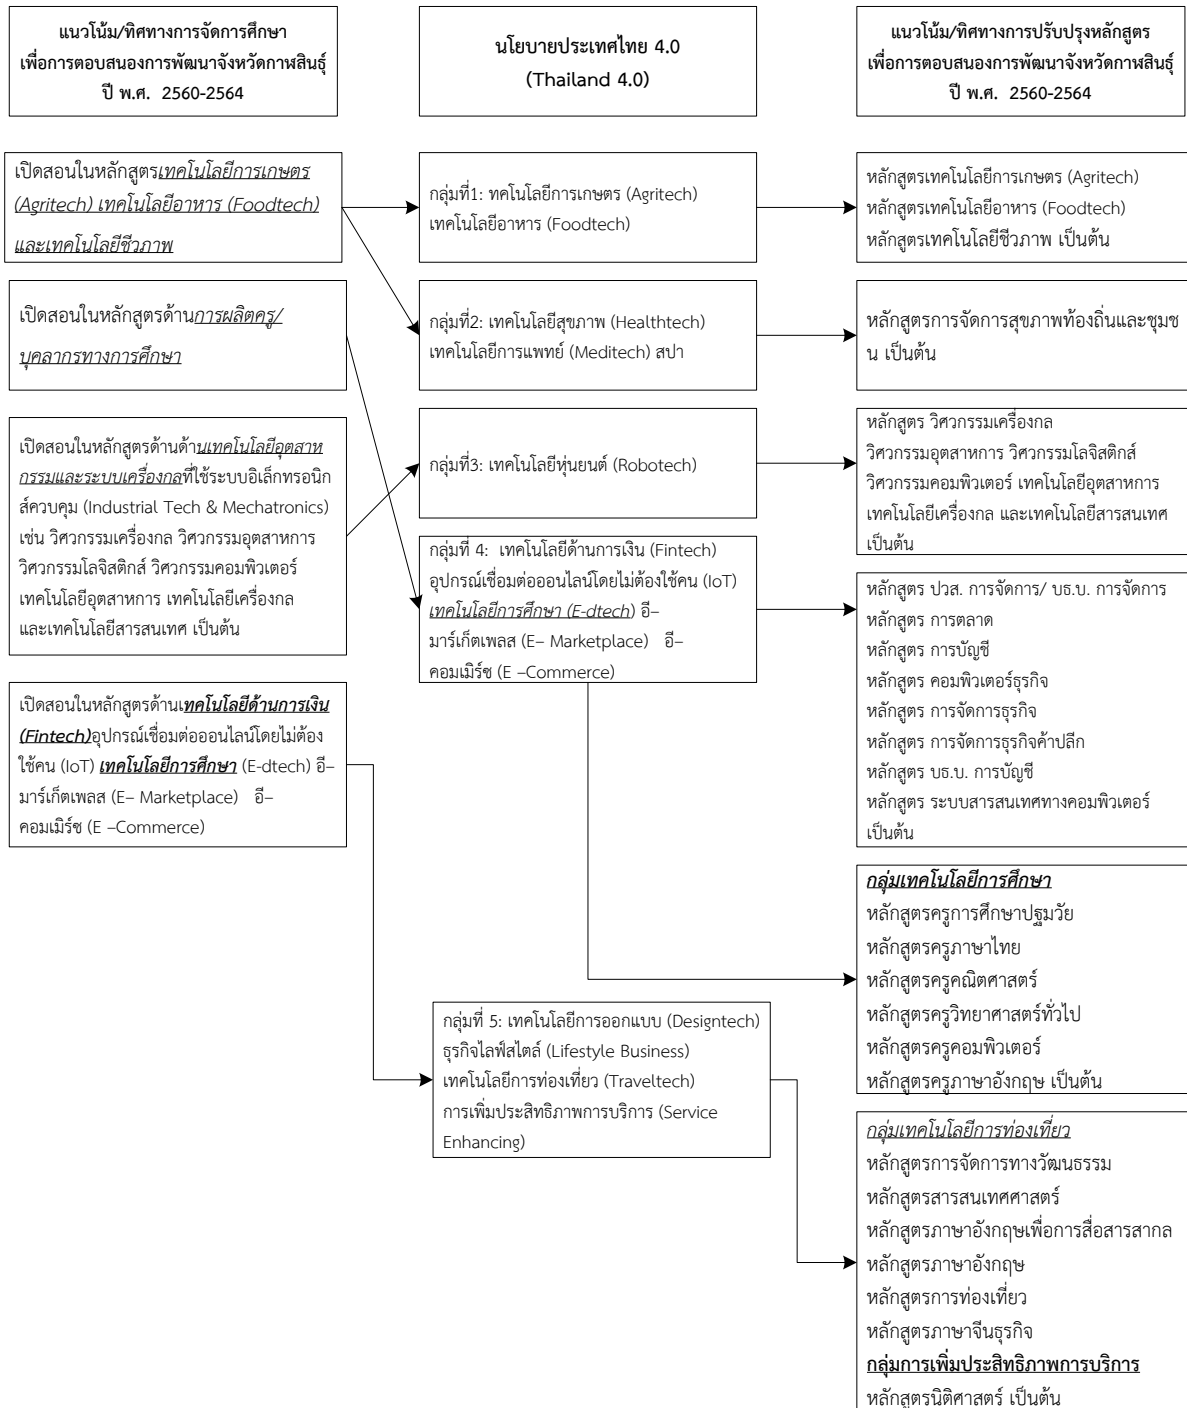 แนวโน้ม/ทิศทางการจัดการศึกษา
เพื่อการตอบสนองการพัฒนาจังหวัดกาฬสินธุ์
ปี พ.ศ. 2560-2564
นโยบายประเทศไทย 4.0
(Thailand 4.0)
แนวโน้ม/ทิศทางการปรับปรุงหลักสูตร
เพื่อการตอบสนองการพัฒนาจังหวัดกาฬสินธุ์
ปี พ.ศ. 2560-2564
เปิดสอนในหลักสูตรเทคโนโลยีการเกษตร
(Agritech) เทคโนโลยีอาหาร (Foodtech)
และเทคโนโลยีชีวภาพ
กลุ่มที่1: ทคโนโลยีการเกษตร (Agritech)
เทคโนโลยีอาหาร (Foodtech)
หลักสูตรเทคโนโลยีการเกษตร (Agritech)
หลักสูตรเทคโนโลยีอาหาร (Foodtech)
หลักสูตรเทคโนโลยีชีวภาพ เป็นต้น
เปิดสอนในหลักสูตรด้านการผลิตครู/
บุคลากรทางการศึกษา
กลุ่มที่2: เทคโนโลยีสุขภาพ (Healthtech)
เทคโนโลยีการแพทย์ (Meditech) สปา
หลักสูตรการจัดการสุขภาพท้องถิ่นและชุมช
น เป็นต้น
เปิดสอนในหลักสูตรด้านด้านเทคโนโลยีอุตสาห
กรรมและระบบเครื่องกลที่ใช้ระบบอิเล็กทรอนิก
ส์ควบคุม (Industrial Tech & Mechatronics)
เช่น วิศวกรรมเครื่องกล วิศวกรรมอุตสาหการ
วิศวกรรมโลจิสติกส์ วิศวกรรมคอมพิวเตอร์
เทคโนโลยีอุตสาหการ เทคโนโลยีเครื่องกล
และเทคโนโลยีสารสนเทศ เป็นต้น
กลุ่มที่3: เทคโนโลยีหุ่นยนต์ (Robotech)
หลักสูตร วิศวกรรมเครื่องกล
วิศวกรรมอุตสาหการ วิศวกรรมโลจิสติกส์
วิศวกรรมคอมพิวเตอร์ เทคโนโลยีอุตสาหการ
เทคโนโลยีเครื่องกล และเทคโนโลยีสารสนเทศ
เป็นต้น
กลุ่มที่ 4: เทคโนโลยีด้านการเงิน (Fintech)
อุปกรณ์เชื่อมต่อออนไลน์โดยไม่ต้องใช้คน (IoT)
เทคโนโลยีการศึกษา (E-dtech) อี–
มาร์เก็ตเพลส (E– Marketplace) อี–
คอมเมิร์ซ (E –Commerce)
หลักสูตร ปวส. การจัดการ/ บธ.บ. การจัดการ
หลักสูตร การตลาด
หลักสูตร การบัญชี
หลักสูตร คอมพิวเตอร์ธุรกิจ
หลักสูตร การจัดการธุรกิจ
หลักสูตร การจัดการธุรกิจค้าปลีก
หลักสูตร บธ.บ. การบัญชี
หลักสูตร ระบบสารสนเทศทางคอมพิวเตอร์
เป็นต้น
เปิดสอนในหลักสูตรด้านเทคโนโลยีด้านการเงิน
(Fintech)อุปกรณ์เชื่อมต่อออนไลน์โดยไม่ต้อง
ใช้คน (IoT) เทคโนโลยีการศึกษา (E-dtech) อี–
มาร์เก็ตเพลส (E– Marketplace) อี–
คอมเมิร์ซ (E –Commerce)
กลุ่มเทคโนโลยีการศึกษา
หลักสูตรครูการศึกษาปฐมวัย
หลักสูตรครูภาษาไทย
หลักสูตรครูคณิตศาสตร์
หลักสูตรครูวิทยาศาสตร์ทั่วไป
หลักสูตรครูคอมพิวเตอร์
หลักสูตรครูภาษาอังกฤษ เป็นต้น
กลุ่มที่ 5: เทคโนโลยีการออกแบบ (Designtech)
ธุรกิจไลฟ์สไตล์ (Lifestyle Business)
เทคโนโลยีการท่องเที่ยว (Traveltech)
การเพิ่มประสิทธิภาพการบริการ (Service
Enhancing)
กลุ่มเทคโนโลยีการท่องเที่ยว
หลักสูตรการจัดการทางวัฒนธรรม
หลักสูตรสารสนเทศศาสตร์
หลักสูตรภาษาอังกฤษเพื่อการสื่อสารสากล
หลักสูตรภาษาอังกฤษ
หลักสูตรการท่องเที่ยว
หลักสูตรภาษาจีนธุรกิจ
กลุ่มการเพิ่มประสิทธิภาพการบริการ
หลักสูตรนิติศาสตร์ เป็นต้น